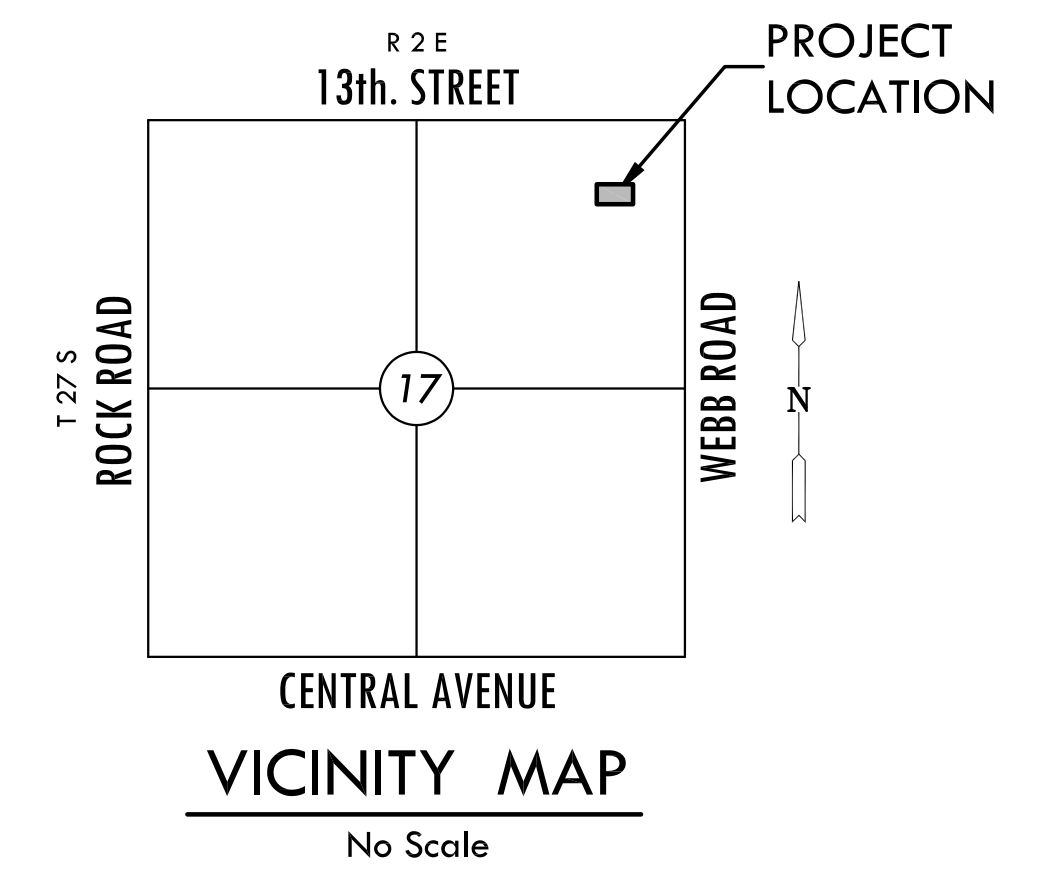 R 2 E
13th. STREET
PROJECT
LOCATION
T 27 S
ROCK ROAD
17
WEBB ROAD
N
CENTRAL AVENUE
VICINITY MAP
No Scale